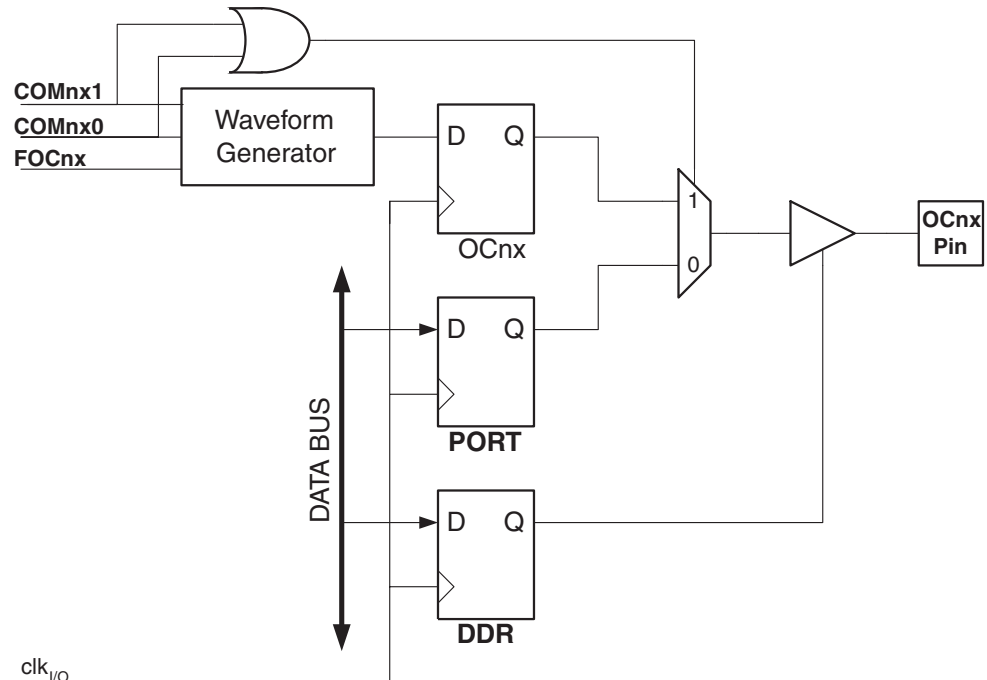 COMnx1
COMnx0
FOCnx
Waveform
Generator
D Q
OCnx
1
0
OCnx
Pin
D Q
PORT
DATA BUS
D Q
DDR
clkI/O